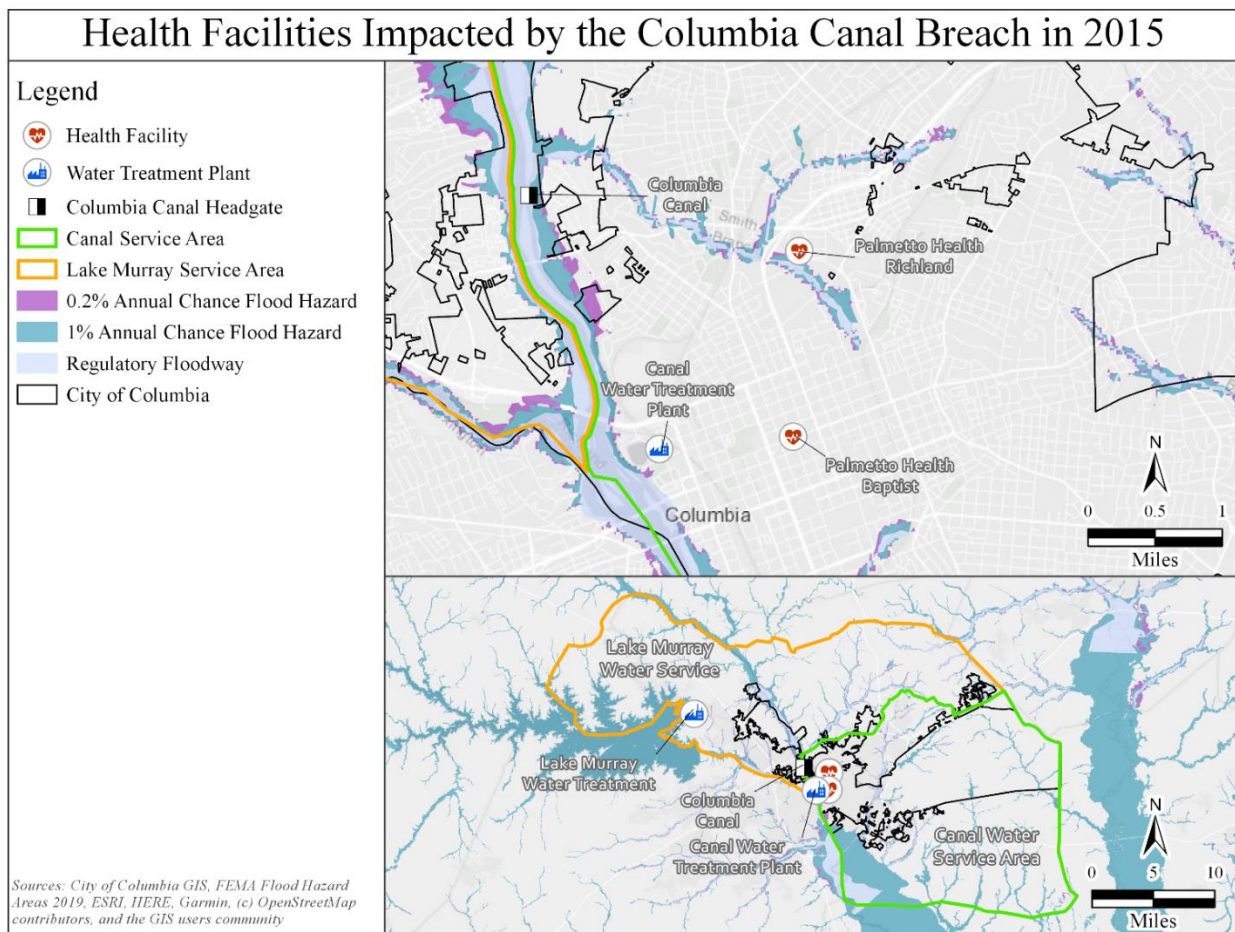 Health Facilities Impacted by the Columbia Canal Breach in 2015
Legend
Health Facility
Water Treatment Plant
Columbia Canal Headgate
Canal Service Area
Lake Murray Service Area
0.2% Annual Chance Flood Hazard
1% Annual Chance Flood Hazard
Regulatory Floodway
City of Columbia
Sources: City of Columbia GIS, FEMA Flood Hazard
Areas 2019, ESRI, HERE, Garmin, (c) OpenStreetMap
contributors, and the GIS users community
Columbia
Canal
Smith
Palmetto Health
Richland
Canal
Water Treatment
Plant
Palmetto Health
Baptist
Columbia
N
0 0.5 1
Miles
Lake Murray
Water Service
Lake Murray
Water Treatment
Columbia
Canal
Canal Water
Treatment Plant
Canal Water
Service Area
N
0 5 10
Miles